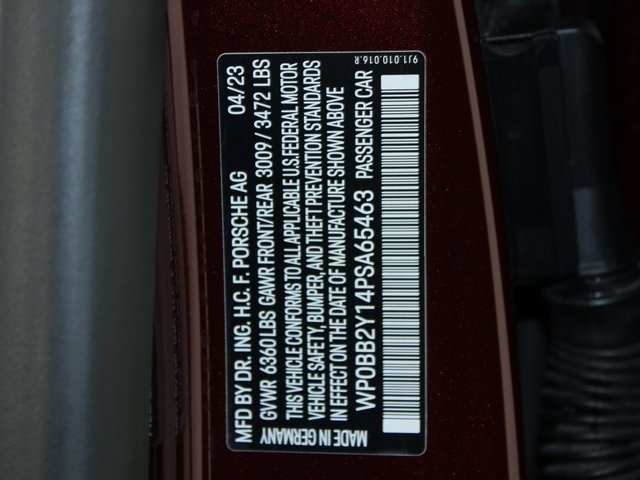 MFD BY DR. ING. H.C. F. PORSCHE AG 04/23
GVWR 6360 LBS GAWR FRONT/REAR 3009/ 3472 LBS
THIS VEHICLE CONFORMS TO ALL APPLICABLE U.S. FEDERAL MOTOR
VEHICLE SAFETY, BUMPER, AND THEFT PREVENTION STANDARDS
IN EFFECT ON THE DATE OF MANUFACTURE SHOWN ABOVE
WP0BB2Y14PSA65463 PASSENGER CAR
MADE IN GERMANY
9J1.010.016.R